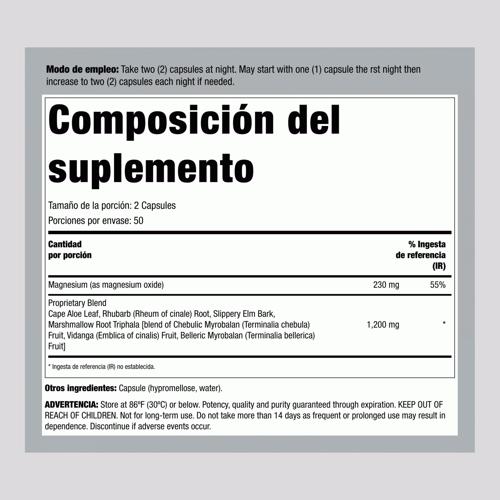 Modo de empleo: Take two (2) capsules at night. May start with one (1) capsule the rst night then
increase to two (2) capsules each night if needed.
Composición del
suplemento
Tamaño de la porción: 2 Capsules
Porciones por envase: 50
Cantidad
por porción
% Ingesta
de referencia
(IR)
Magnesium (as magnesium oxide) 230 mg 55%
Proprietary Blend
Cape Aloe Leaf, Rhubarb (Rheum of cinale) Root, Slippery Elm Bark,
Marshmallow Root Triphala [blend of Chebulic Myrobalan (Terminalia chebula) 1,200 mg *
Fruit, Vidanga (Emblica of cinalis) Fruit, Belleric Myrobalan (Terminalia bellerica)
Fruit]
* Ingesta de referencia (IR) no establecida.
Otros ingredientes: Capsule (hypromellose, water).
ADVERTENCIA: Store at 86ºF (30ºC) or below. Potency, quality and purity guaranteed through expiration. KEEP OUT OF
REACH OF CHILDREN. Not for long-term use. Do not take more than 14 days as frequent or prolonged use may result in
dependence. Discontinue if adverse events occur.